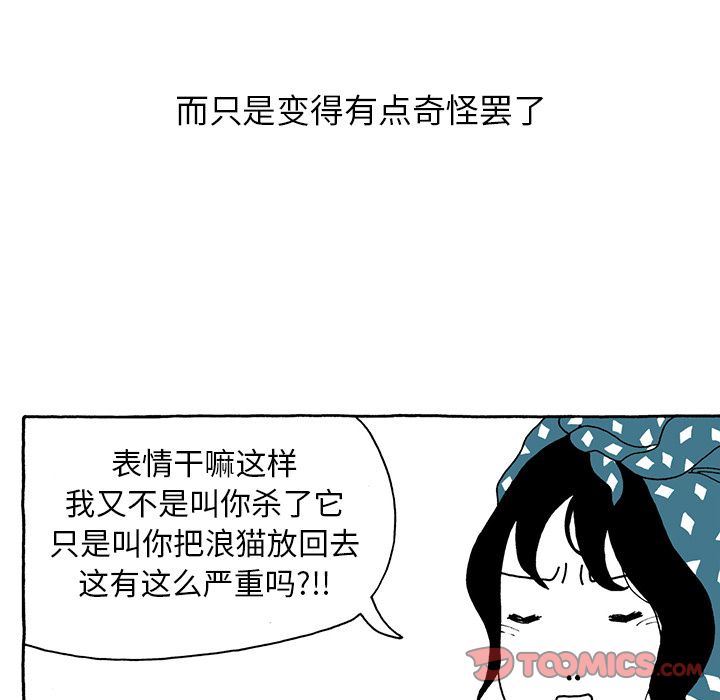 而只是变得有点奇怪罢了
表情干嘛这样
我又不是叫你杀了它
只是叫你把浪猫放回去
这有这么严重吗?!!
TOOMICS.COM